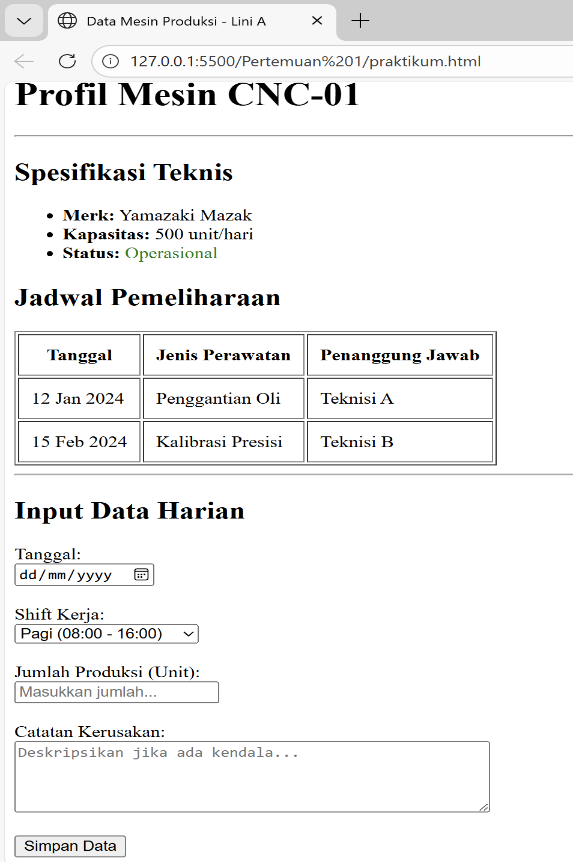 Data Mesin Produksi - Lini A
127.0.0.1:5500/Pertemuan%201/praktikum.html
Profil Mesin CNC-01
Spesifikasi Teknis
Merk: Yamazaki Mazak
Kapasitas: 500 unit/hari
Status: Operasional
Jadwal Pemeliharaan
Tanggal Jenis Perawatan Penanggung Jawab
12 Jan 2024 Penggantian Oli Teknisi A
15 Feb 2024 Kalibrasi Presisi Teknisi B
Input Data Harian
Tanggal:
dd/mm/yyyy
Shift Kerja:
Pagi (08:00 - 16:00)
Jumlah Produksi (Unit):
Masukkan jumlah...
Catatan Kerusakan:
Deskripsikan jika ada kendala...
Simpan Data